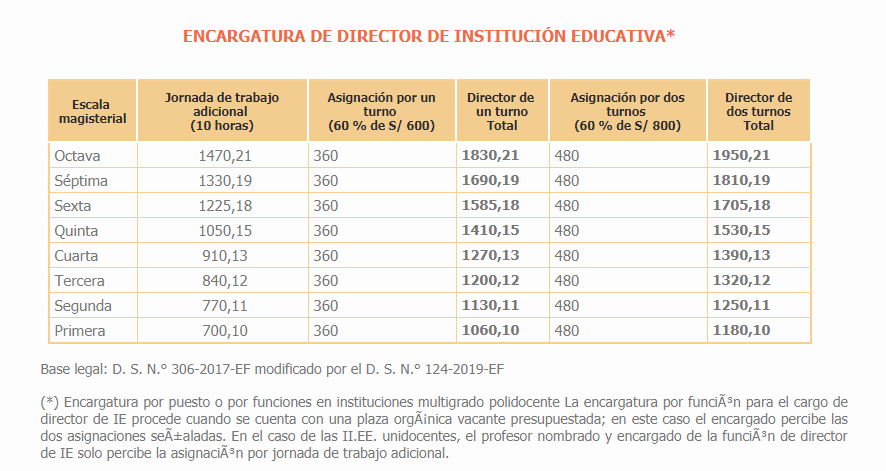 ENCARGATURA DE DIRECTOR DE INSTITUCIÓN EDUCATIVA*
Escala magisterial | Jornada de trabajo adicional (10 horas) | Asignación por un turno (60 % de S/ 600) | Director de un turno Total | Asignación por dos turnos (60 % de S/ 800) | Director de dos turnos Total
Octava 1470,21 360 1830,21 480 1950,21
Séptima 1330,19 360 1690,19 480 1810,19
Sexta 1225,18 360 1585,18 480 1705,18
Quinta 1050,15 360 1410,15 480 1530,15
Cuarta 910,13 360 1270,13 480 1390,13
Tercera 840,12 360 1200,12 480 1320,12
Segunda 770,11 360 1130,11 480 1250,11
Primera 700,10 360 1060,10 480 1180,10
Base legal: D. S. N.° 306-2017-EF modificado por el D. S. N.° 124-2019-EF
(*) Encargatura por puesto o por funciones en instituciones multigrado polidocente La encargatura por funciÃ³n para el cargo de
director de IE procede cuando se cuenta con una plaza orgÃ¡nica vacante presupuestada; en este caso el encargado percibe las
dos asignaciones seÃ±aladas. En el caso de las II.EE. unidocentes, el profesor nombrado y encargado de la funciÃ³n de director
de IE solo percibe la asignaciÃ³n por jornada de trabajo adicional.